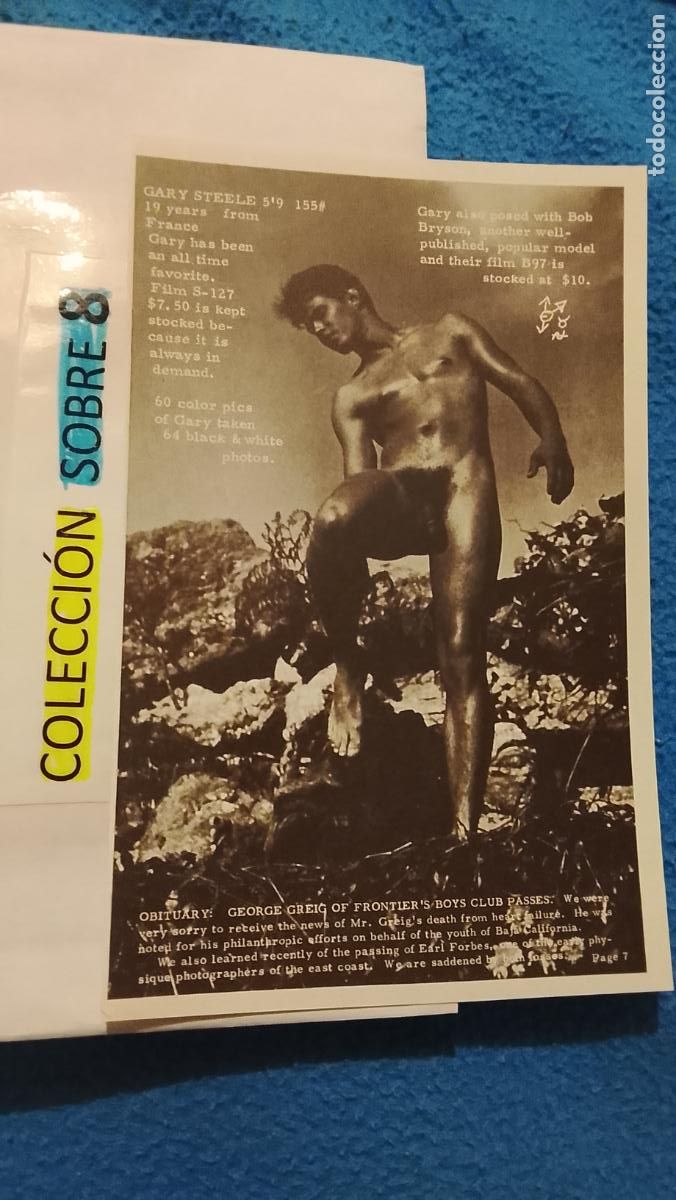 todocoleccion
COLECCIÓN SOBRE 8
GARY STEELE 5'9 155#
19 years from
France
Gary has been
an all time
favorite.
Film S-127
$7.50 is kept
stocked be-
cause it is
always in
demand.
60 color pics
of Gary taken
64 black & white
photos.
Gary also posed with Bob
Bryson, another well-
published, popular model
and their film B97 is
stocked at $10.
OBITUARY: GEORGE GREIG OF FRONTIER'S BOYS CLUB PASSES. We were
very sorry to receive the news of Mr. Greig's death from heart failure. He was
noted for his philanthropic efforts on behalf of the youth of Baja California.
We also learned recently of the passing of Earl Forbes, one of the early phy-
sique photographers of the east coast. We are saddened by both losses. Page 7